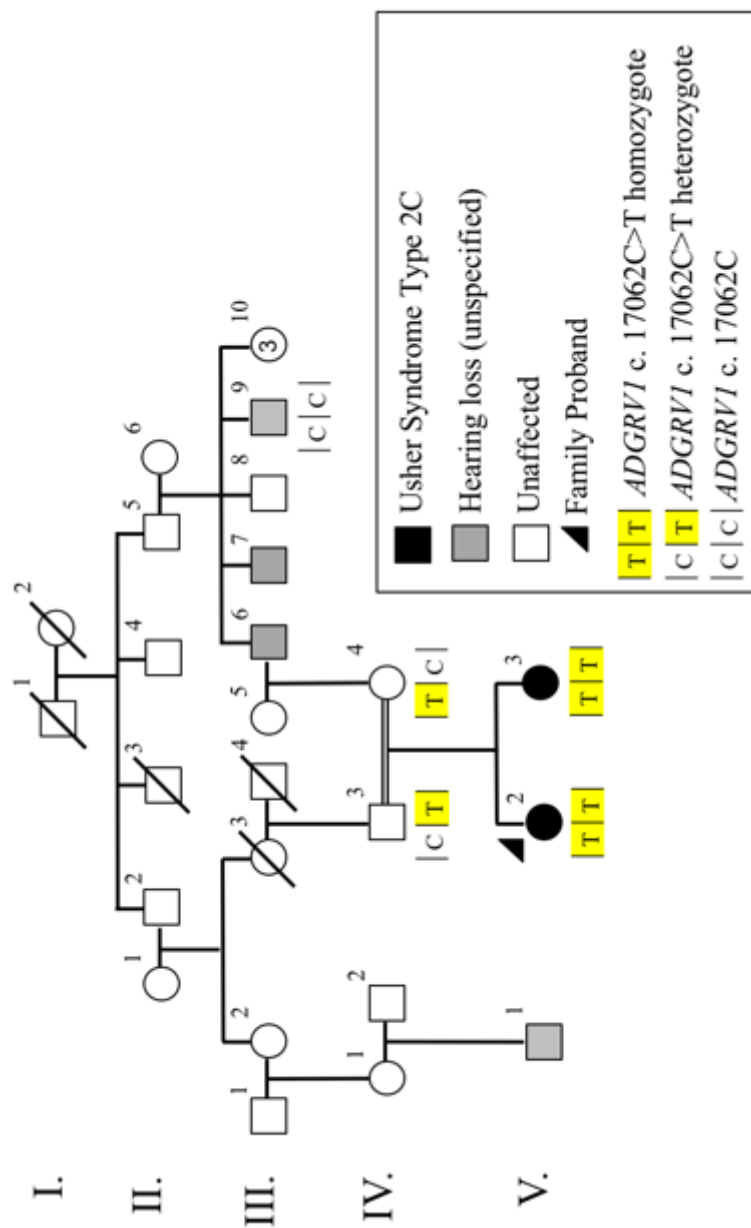 I.
1
2
II.
1
2
3
4
5
6
III.
1
2
3
4
5
6
7
8
9
10
3
|C|C|
IV.
1
2
3
4
|C|T|
|T|C|
V.
1
2
3
|T|T|
|T|T|
Usher Syndrome Type 2C
Hearing loss (unspecified)
Unaffected
Family Proband
|T|T| ADGRV1 c. 17062C>T homozygote
|C|T| ADGRV1 c. 17062C>T heterozygote
|C|C| ADGRV1 c. 17062C